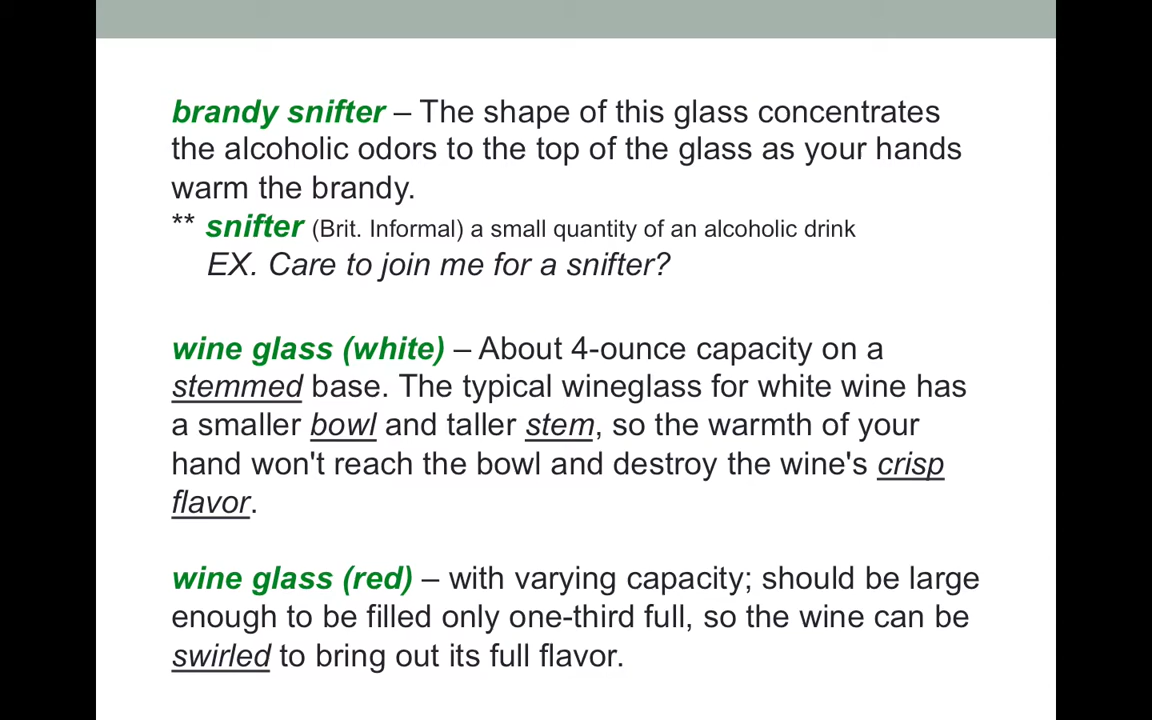 brandy snifter – The shape of this glass concentrates
the alcoholic odors to the top of the glass as your hands
warm the brandy.
** snifter (Brit. Informal) a small quantity of an alcoholic drink
EX. Care to join me for a snifter?
wine glass (white) – About 4-ounce capacity on a
stemmed base. The typical wineglass for white wine has
a smaller bowl and taller stem, so the warmth of your
hand won't reach the bowl and destroy the wine's crisp
flavor.
wine glass (red) – with varying capacity; should be large
enough to be filled only one-third full, so the wine can be
swirled to bring out its full flavor.